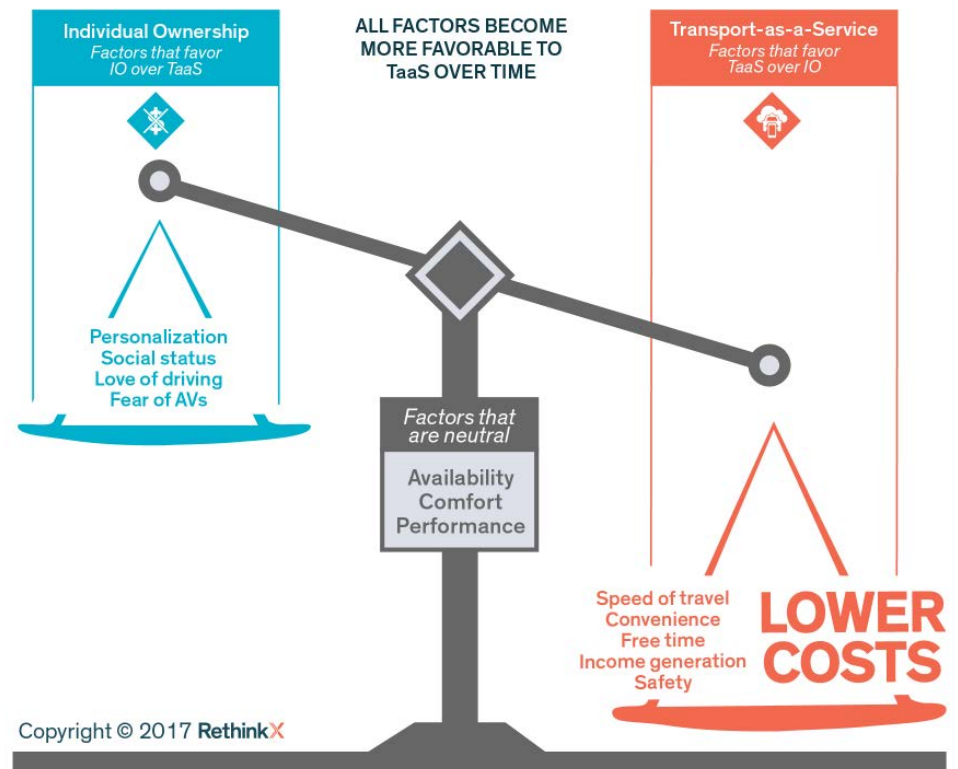 Individual Ownership
Factors that favor
IO over TaaS
ALL FACTORS BECOME
MORE FAVORABLE TO
TaaS OVER TIME
Transport-as-a-Service
Factors that favor
TaaS over IO
Personalization
Social status
Love of driving
Fear of AVs
Factors that
are neutral
Availability
Comfort
Performance
Speed of travel
Convenience
Free time
Income generation
Safety
LOWER
COSTS
Copyright © 2017 RethinkX